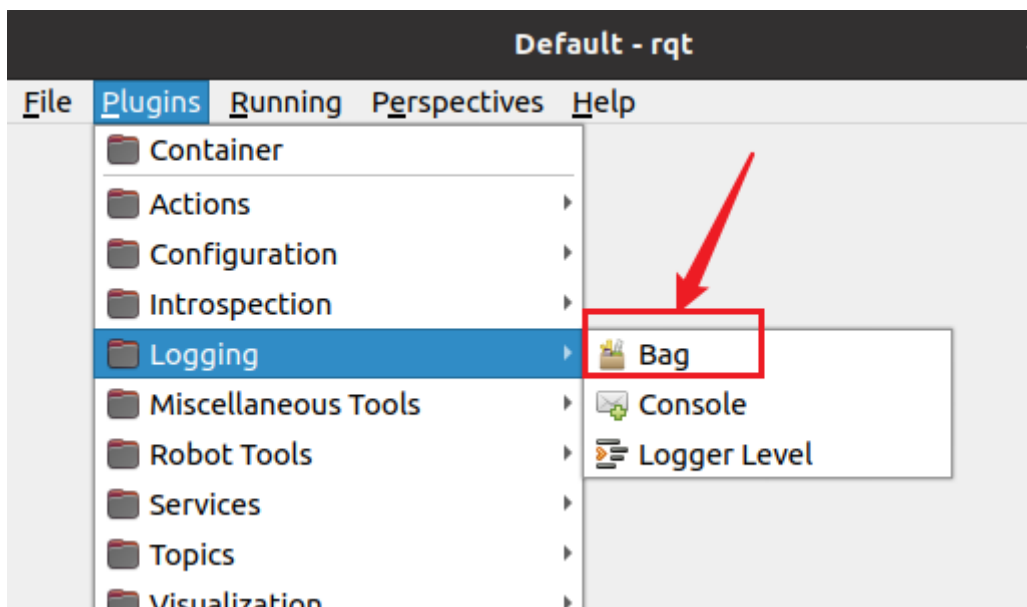 Default - rqt
File Plugins Running Perspectives Help
Container
Actions
Configuration
Introspection
Logging
Bag
Miscellaneous Tools
Console
Robot Tools
Logger Level
Services
Topics
Visualization